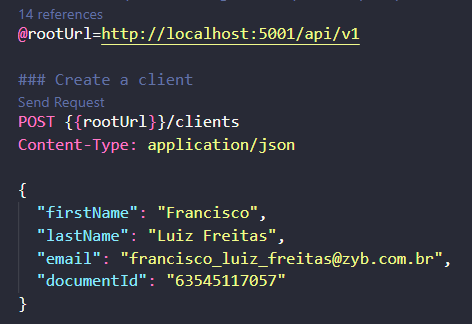 14 references
@rootUrl=http://localhost:5001/api/v1
### Create a client
Send Request
POST {{rootUrl}}/clients
Content-Type: application/json
{
"firstName": "Francisco",
"lastName": "Luiz Freitas",
"email": "francisco_luiz_freitas@zyb.com.br",
"documentId": "63545117057"
}